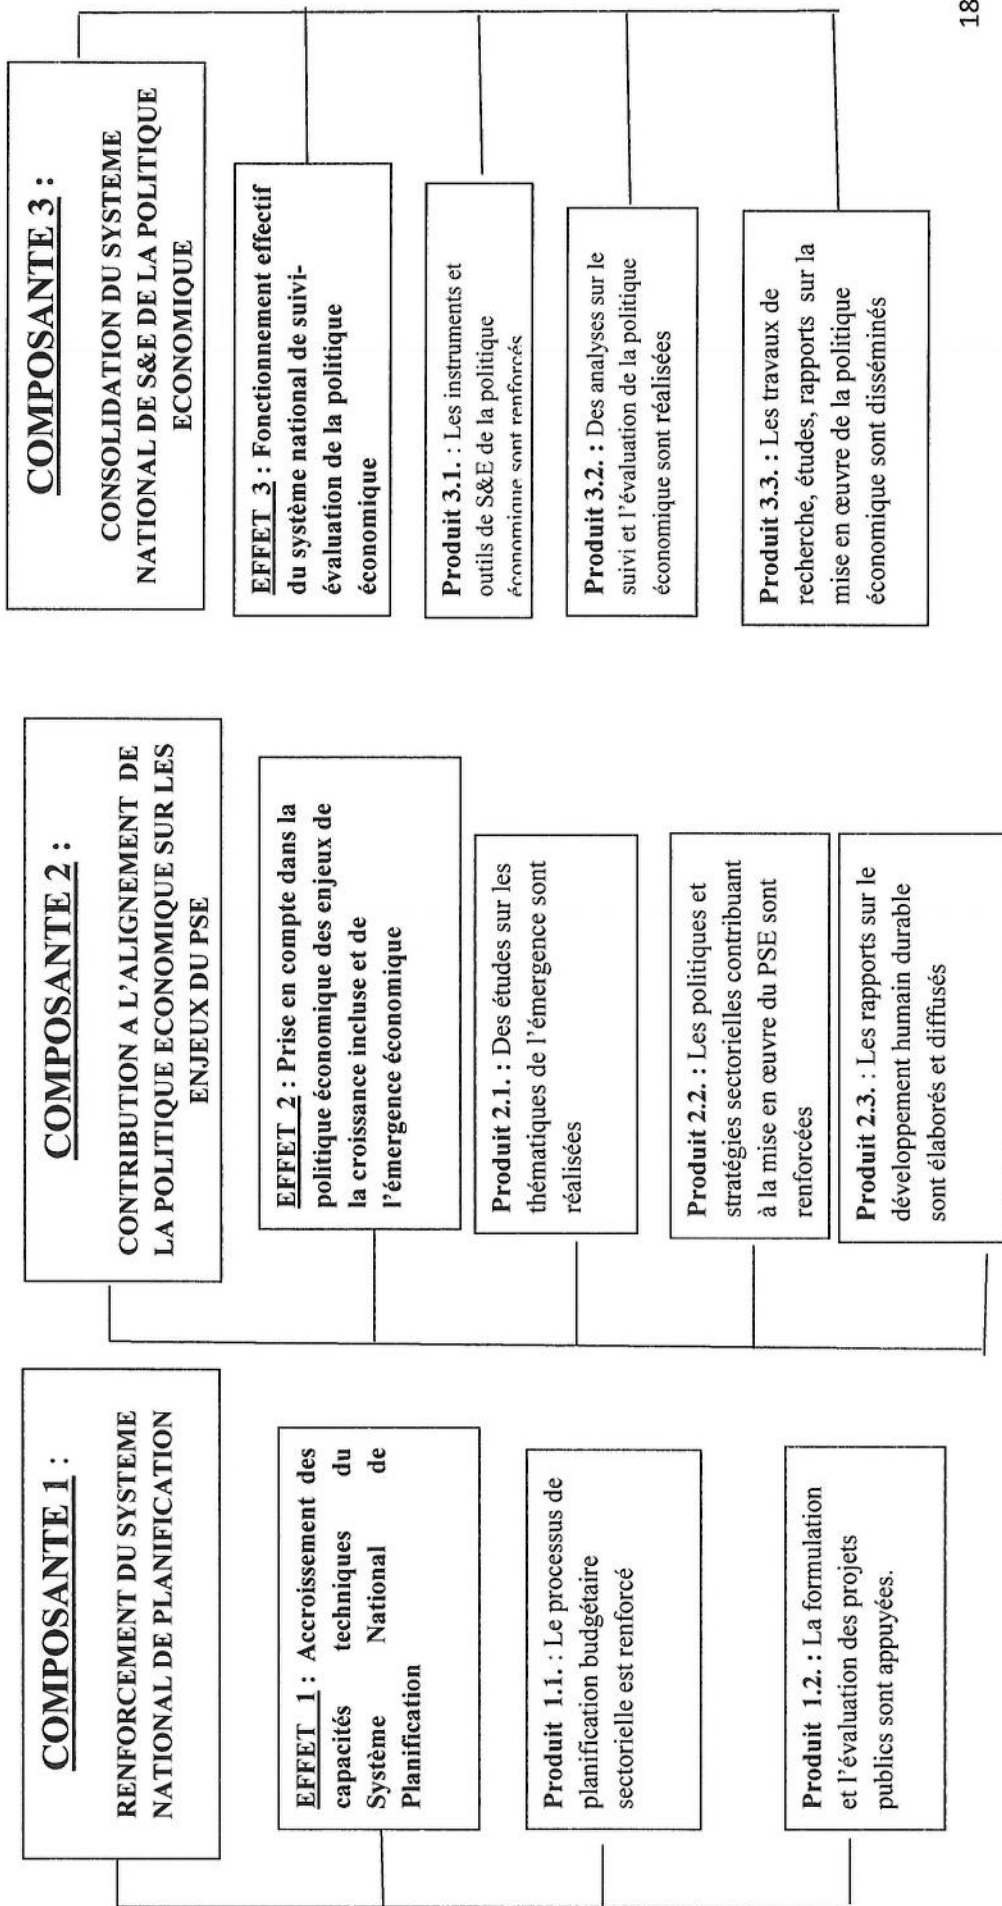 COMPOSANTE 1 :
RENFORCEMENT DU SYSTEME
NATIONAL DE PLANIFICATION
EFFET 1 : Accroissement des
capacités techniques du
Système National de
Planification
Produit 1.1. : Le processus de
planification budgétaire
sectorielle est renforcé
Produit 1.2. : La formulation
et l'évaluation des projets
publics sont appuyées.
COMPOSANTE 2 :
CONTRIBUTION A L'ALIGNEMENT DE
LA POLITIQUE ECONOMIQUE SUR LES
ENJEUX DU PSE
EFFET 2 : Prise en compte dans la
politique économique des enjeux de
la croissance incluse et de
l'émergence économique
Produit 2.1. : Des études sur les
thématiques de l'émergence sont
réalisées
Produit 2.2. : Les politiques et
stratégies sectorielles contribuant
à la mise en œuvre du PSE sont
renforcées
Produit 2.3. : Les rapports sur le
développement humain durable
sont élaborés et diffusés
COMPOSANTE 3 :
CONSOLIDATION DU SYSTEME
NATIONAL DE S&E DE LA POLITIQUE
ECONOMIQUE
EFFET 3 : Fonctionnement effectif
du système national de suivi-
évaluation de la politique
économique
Produit 3.1. : Les instruments et
outils de S&E de la politique
économique sont renforcés
Produit 3.2. : Des analyses sur le
suivi et l'évaluation de la politique
économique sont réalisées
Produit 3.3. : Les travaux de
recherche, études, rapports sur la
mise en œuvre de la politique
économique sont disséminés
18